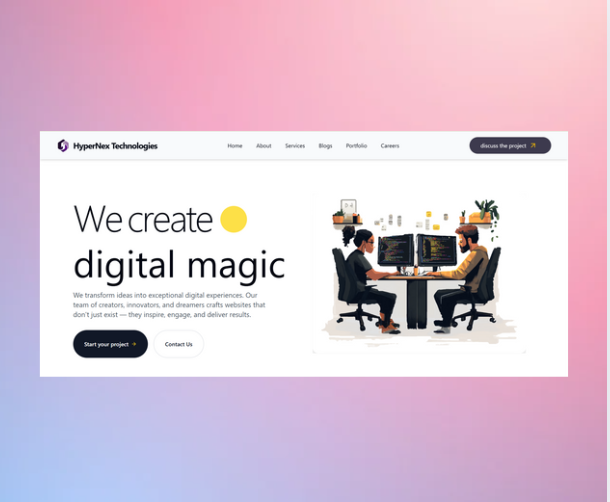 HyperNex Technologies
Home
About
Services
Blogs
Portfolio
Careers
discuss the project
We create
digital magic
We transform ideas into exceptional digital experiences. Our
team of creators, innovators, and dreamers crafts websites that
don't just exist — they inspire, engage, and deliver results.
Start your project
Contact Us